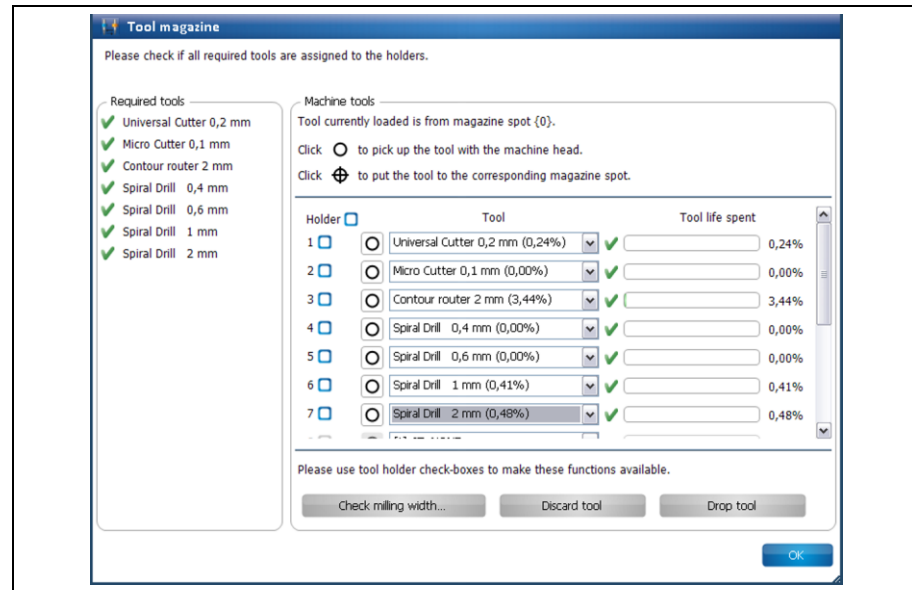 Tool magazine
Please check if all required tools are assigned to the holders.
Required tools
Universal Cutter 0,2 mm
Micro Cutter 0,1 mm
Contour router 2 mm
Spiral Drill 0,4 mm
Spiral Drill 0,6 mm
Spiral Drill 1 mm
Spiral Drill 2 mm
Machine tools
Tool currently loaded is from magazine spot {0}.
Click to pick up the tool with the machine head.
Click to put the tool to the corresponding magazine spot.
Holder Tool Tool life spent
1 Universal Cutter 0,2 mm (0,24%) 0,24%
2 Micro Cutter 0,1 mm (0,00%) 0,00%
3 Contour router 2 mm (3,44%) 3,44%
4 Spiral Drill 0,4 mm (0,00%) 0,00%
5 Spiral Drill 0,6 mm (0,00%) 0,00%
6 Spiral Drill 1 mm (0,41%) 0,41%
7 Spiral Drill 2 mm (0,48%) 0,48%
Please use tool holder check-boxes to make these functions available.
Check milling width... Discard tool Drop tool
OK